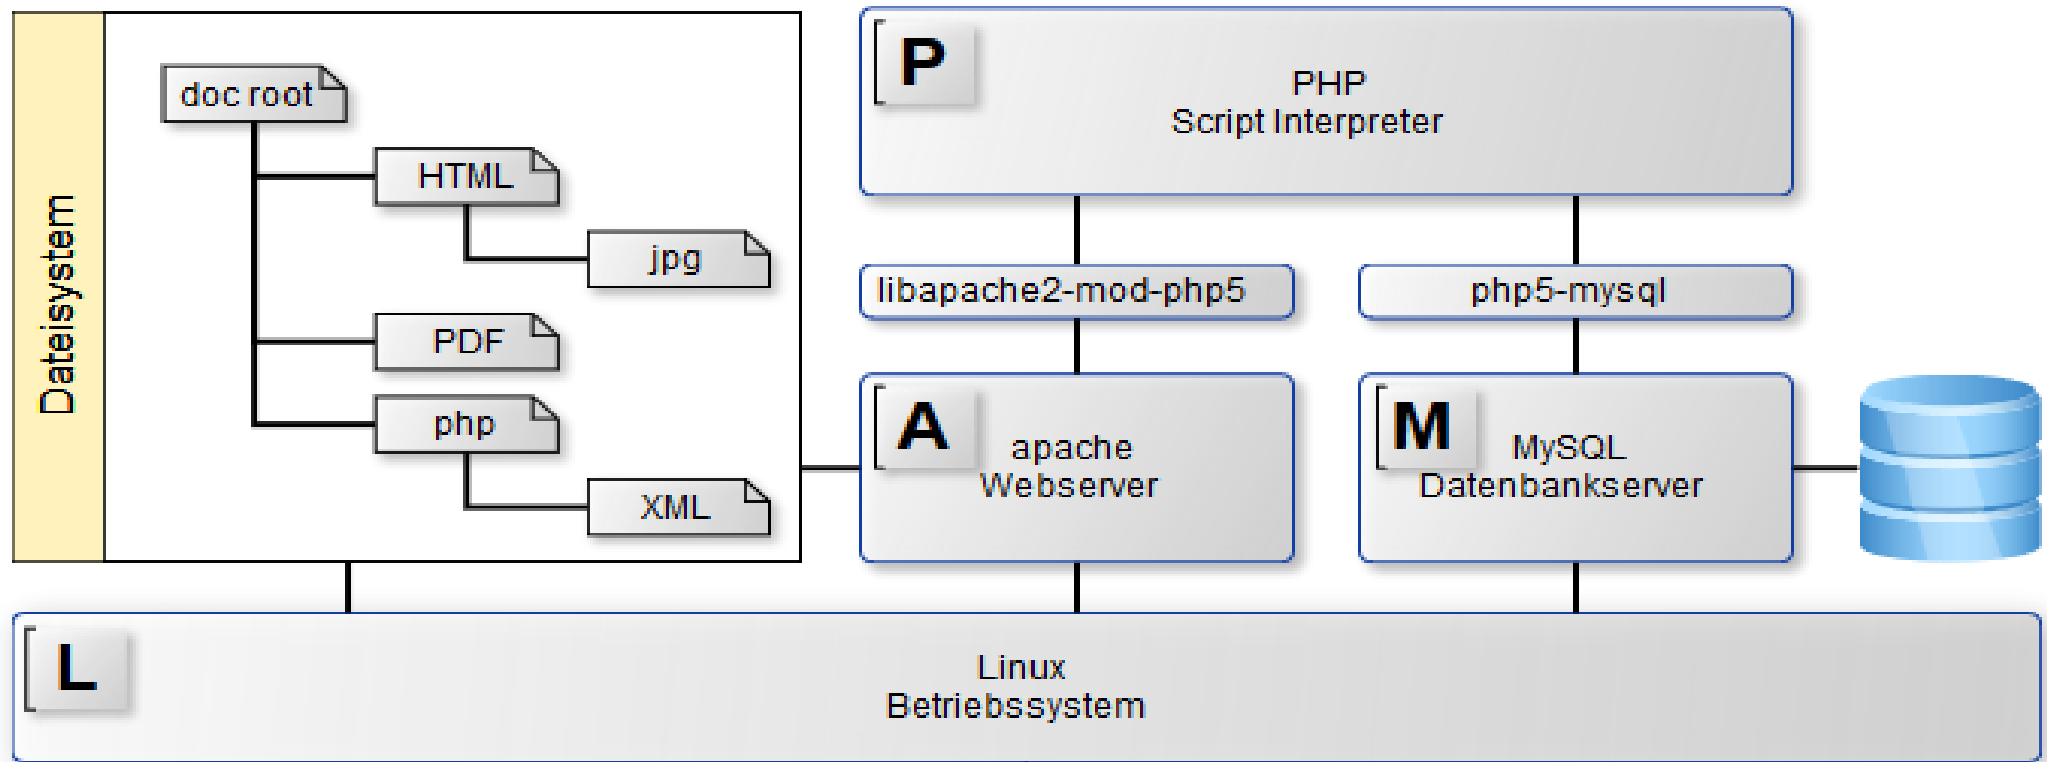 Dateisystem
doc root
HTML
jpg
PDF
php
XML
P
PHP
Script Interpreter
libapache2-mod-php5
php5-mysql
A
apache
Webserver
M
MySQL
Datenbankserver
L
Linux
Betriebssystem